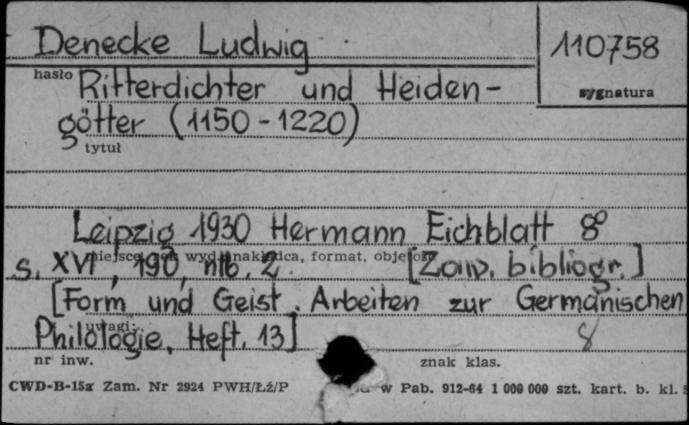 Denecke Ludwig
110758
hasło
sygnatura
Ritterdichter und Heiden-
götter (1150-1220)
tytuł
Leipzig 1930 Hermann Eichblatt 8°
miejsce, rok wyd. nakładca, format, objętość
s. XVI, 190, nlb. 2. [Zaw. bibliogr.]
[Form und Geist. Arbeiten zur Germanischen
uwagi:
Philologie, Heft. 13]
8
nr inw.
znak klas.
CWD-B-15a Zam. Nr 2924 PWH/Łź/P w Pab. 912-64 1 000 000 szt. kart. b. kl.